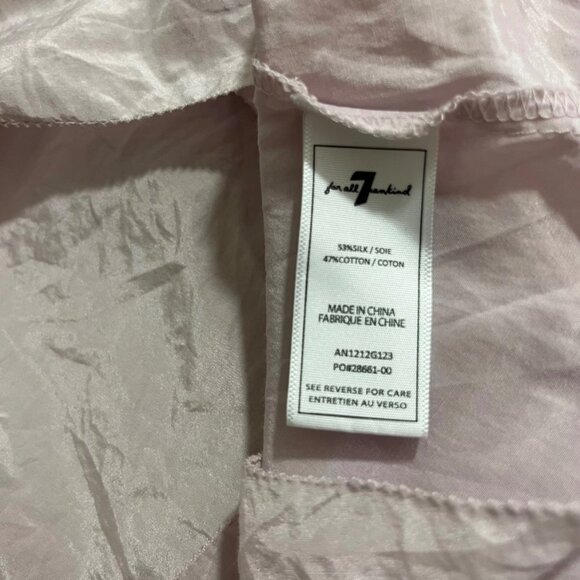 for all 7 mankind
53%SILK / SOIE
47%COTTON / COTON
MADE IN CHINA
FABRIQUE EN CHINE
AN1212G123
PO#28661-00
SEE REVERSE FOR CARE
ENTRETIEN AU VERSO